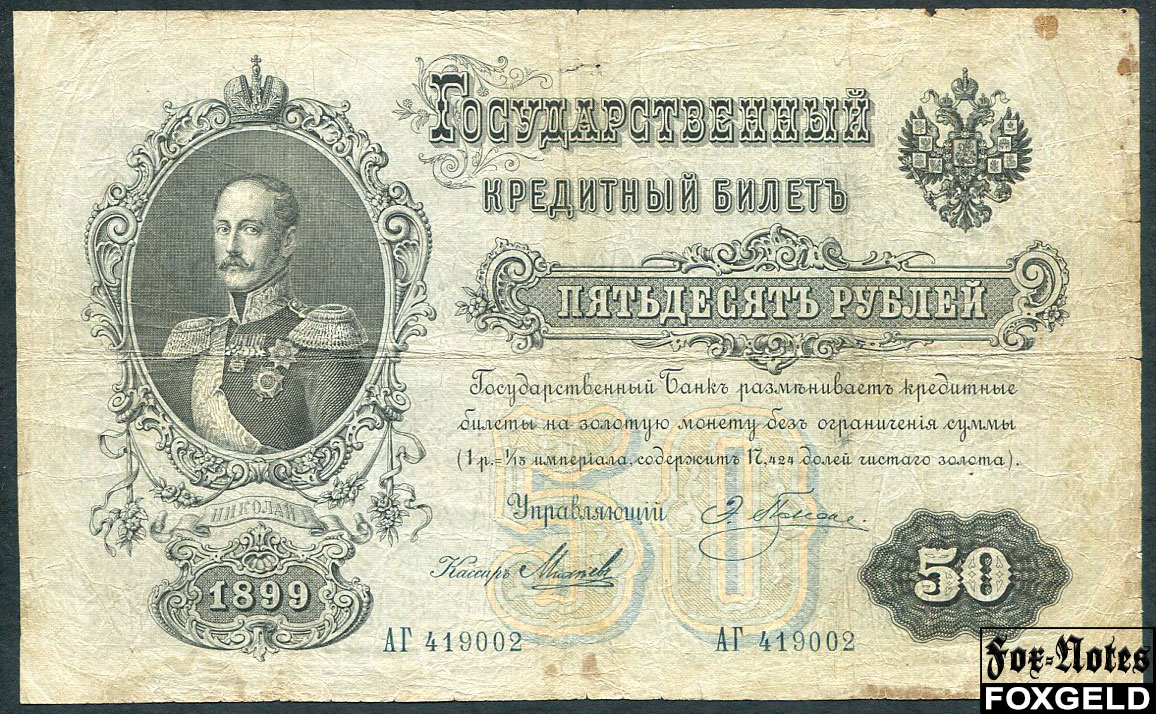 Государственный
кредитный билетъ
ПЯТЬДЕСЯТЪ РУБЛЕЙ
Государственный Банкъ размѣниваетъ кредитные
билеты на золотую монету безъ ограниченія суммы
(1 р.= 1/15 имперіала, содержитъ 17,424 долей чистаго золота).
Управляющій
Кассиръ
НИКОЛАЙ I
1899
50
50
АГ 419002
АГ 419002
Fox-Notes
FOXGELD